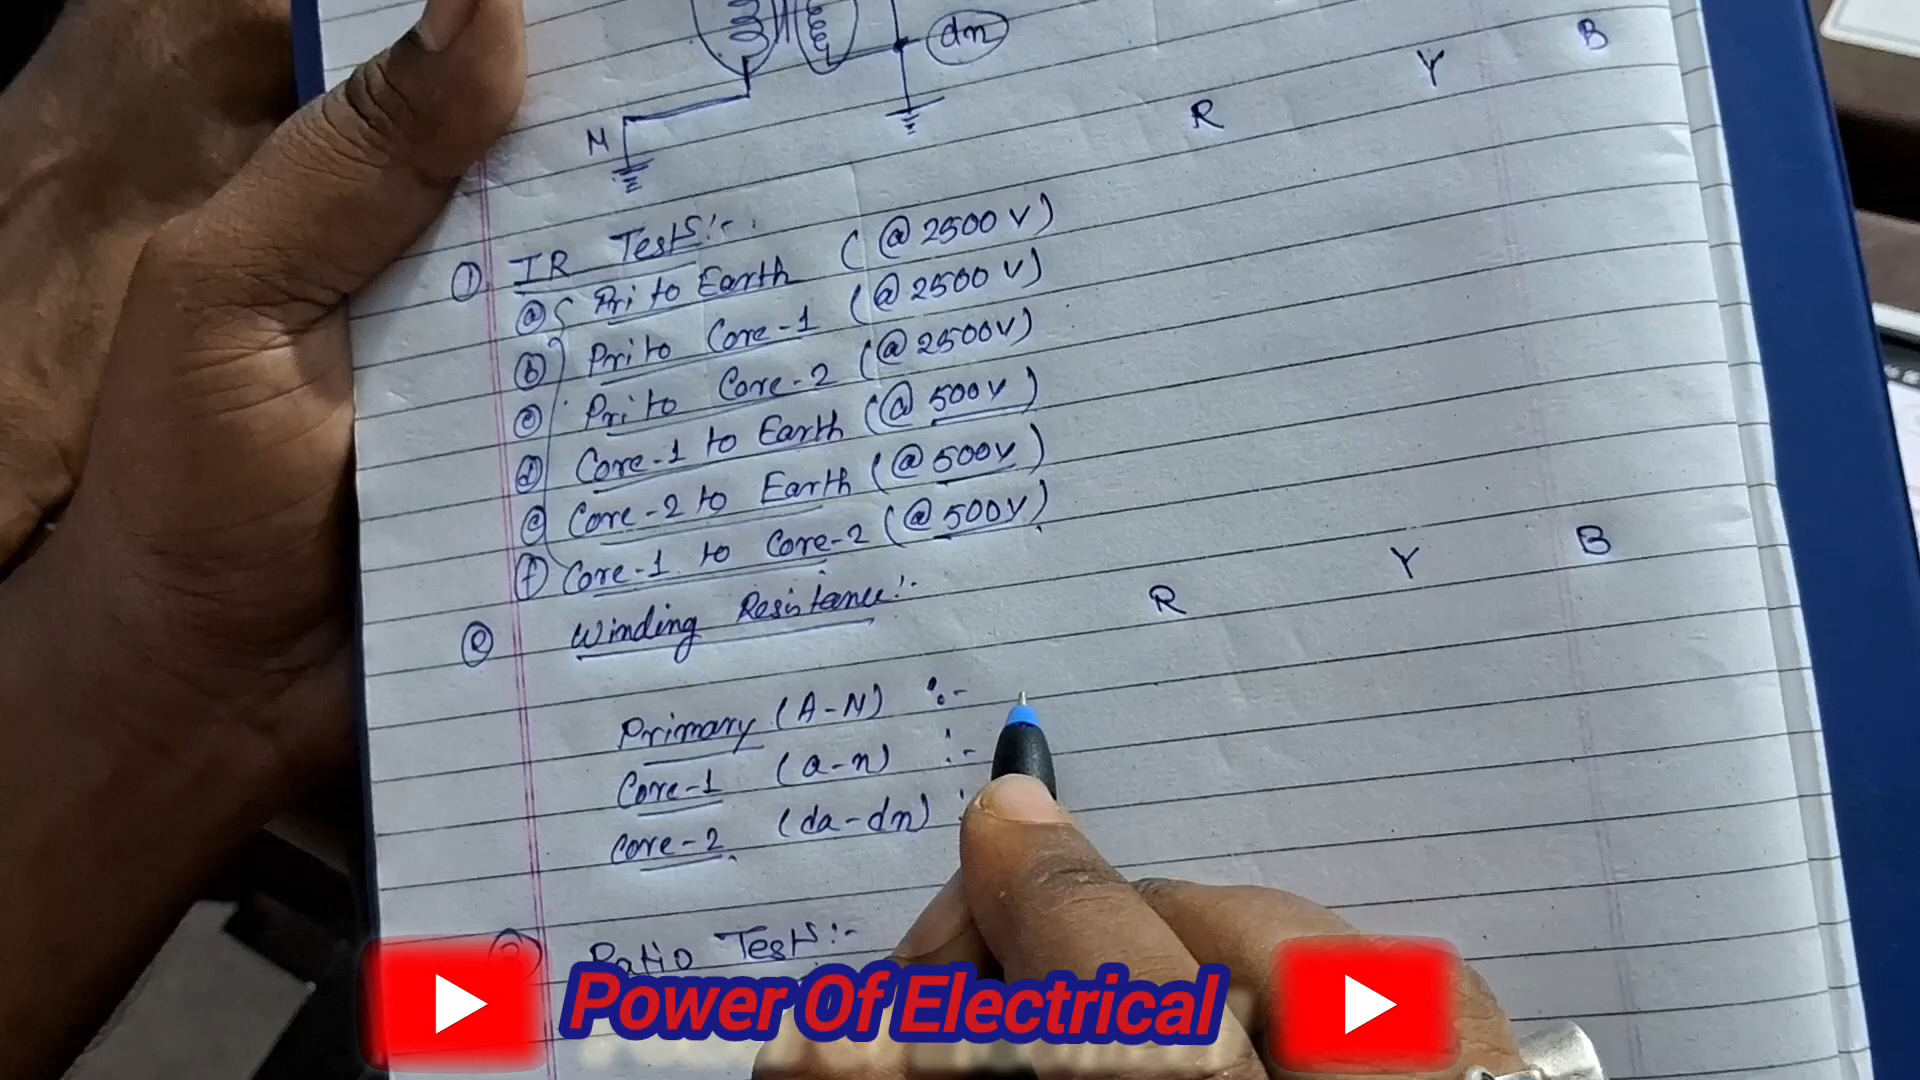 dn
N
R Y B
① IR Tests:-
ⓐ Pri to Earth (@ 2500 V)
ⓑ Pri to Core-1 (@ 2500 V)
ⓒ Pri to Core-2 (@ 2500V)
ⓓ Core-1 to Earth (@ 500V)
ⓔ Core-2 to Earth (@ 500V)
ⓕ Core-1 to Core-2 (@ 500V)
② Winding Resistance:-
R Y B
Primary (A-N) :-
Core-1 (a-n) :-
Core-2 (da-dn) :
③ Ratio Test:-
Power Of Electrical